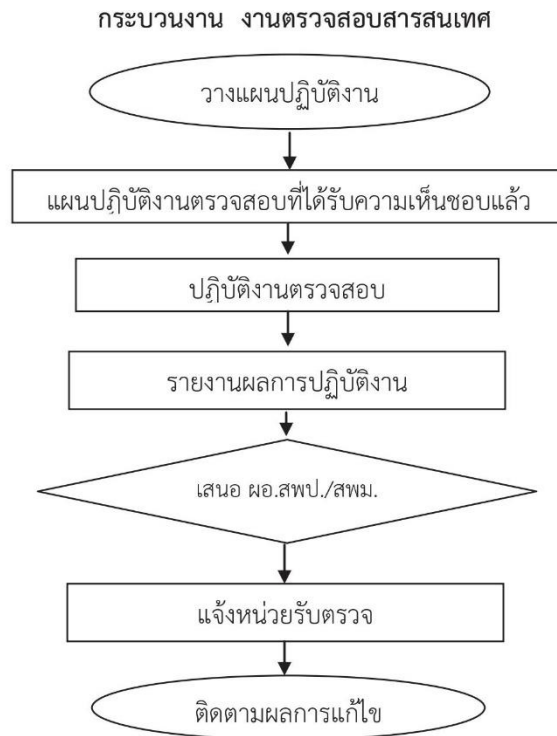 กระบวนงาน งานตรวจสอบสารสนเทศ
วางแผนปฏิบัติงาน
แผนปฏิบัติงานตรวจสอบที่ได้รับความเห็นชอบแล้ว
ปฏิบัติงานตรวจสอบ
รายงานผลการปฏิบัติงาน
เสนอ ผอ.สพป./สพม.
แจ้งหน่วยรับตรวจ
ติดตามผลการแก้ไข